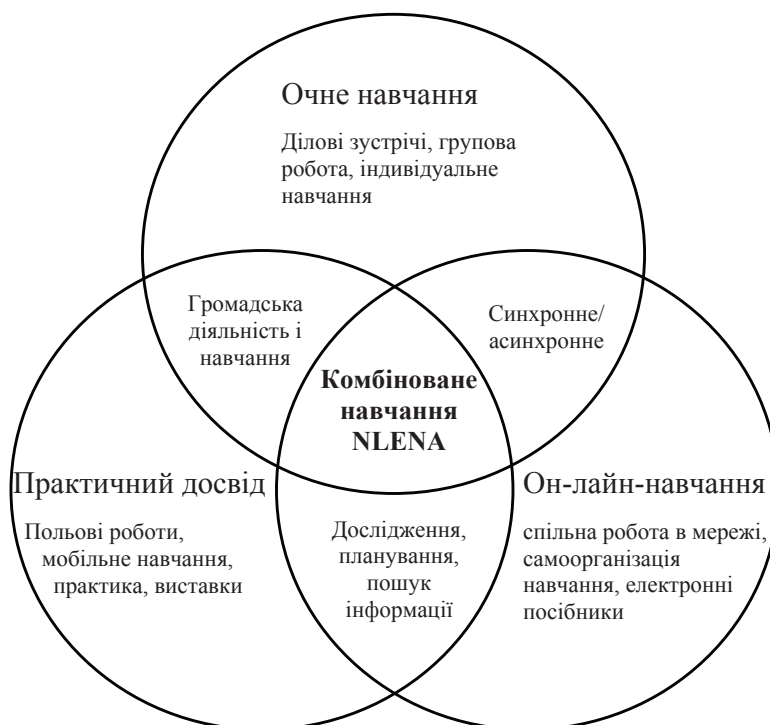 Очне навчання
Ділові зустрічі, групова
робота, індивідуальне
навчання
Громадська
діяльність і
навчання
Синхронне/
асинхронне
Комбіноване
навчання
NLENA
Практичний досвід
Польові роботи,
мобільне навчання,
практика, виставки
Дослідження,
планування,
пошук
інформації
Он-лайн-навчання
спільна робота в мережі,
самоорганізація
навчання, електронні
посібники